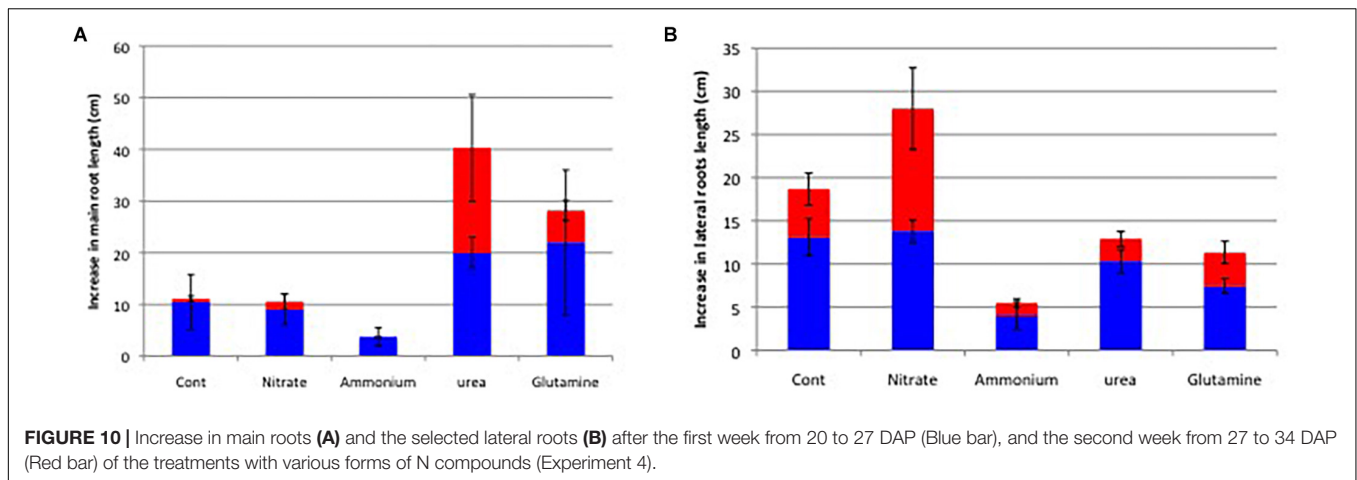 A
Increase in main root length (cm)
60
50
40
30
20
10
0
Cont Nitrate Ammonium urea Glutamine
B
Increase in lateral roots length (cm)
35
30
25
20
15
10
5
0
Cont Nitrate Ammonium urea Glutamine
FIGURE 10 | Increase in main roots (A) and the selected lateral roots (B) after the first week from 20 to 27 DAP (Blue bar), and the second week from 27 to 34 DAP
(Red bar) of the treatments with various forms of N compounds (Experiment 4).